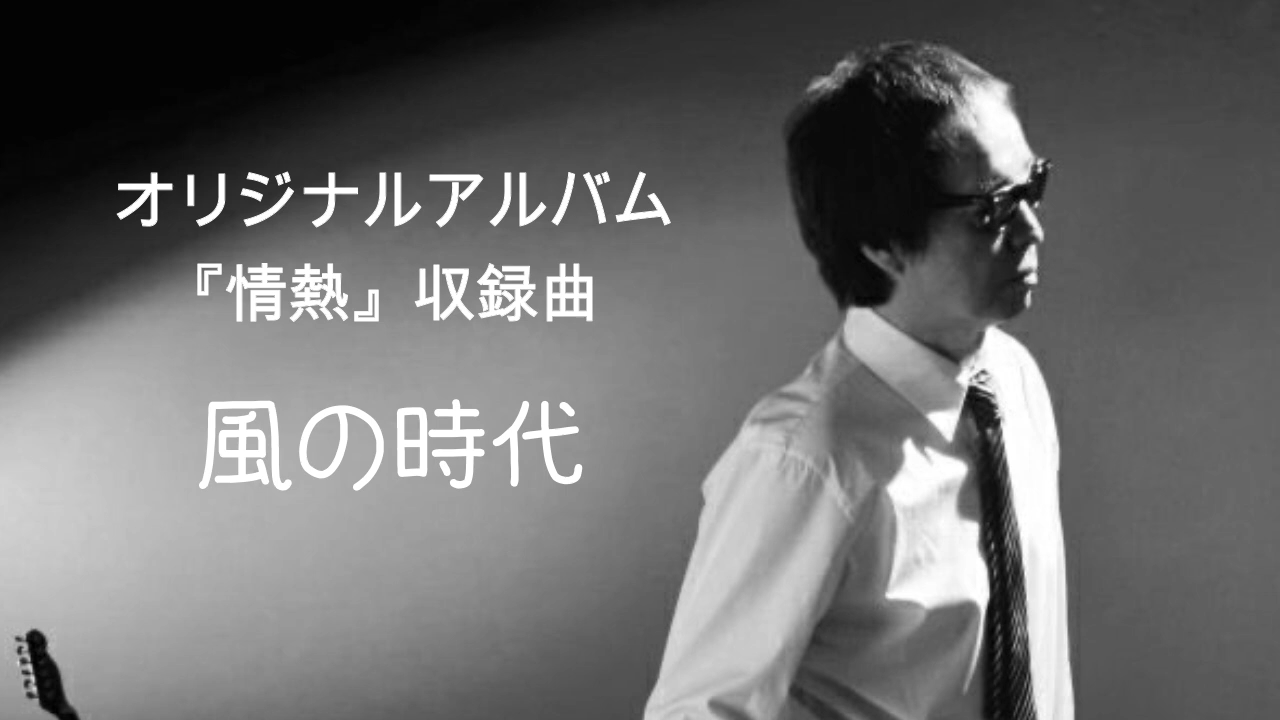 オリジナルアルバム
『情熱』収録曲
風の時代